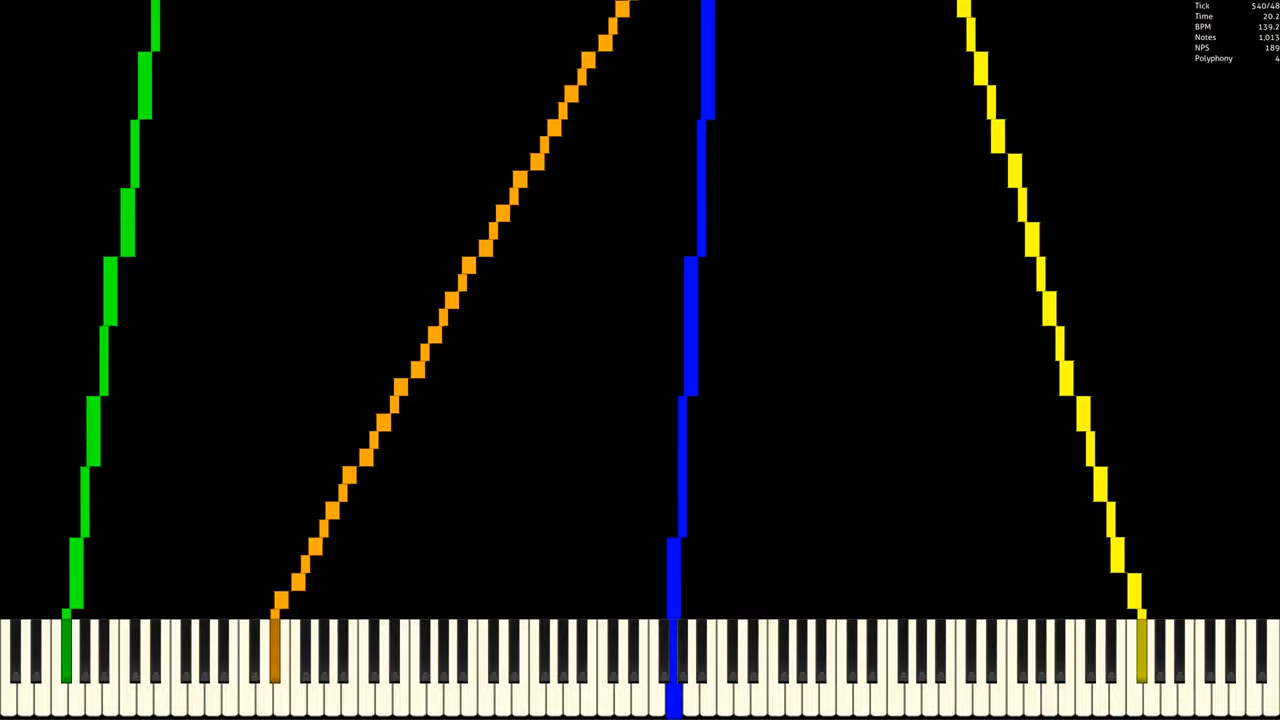 Tick 540/48
Time 20.2
BPM 139.2
Notes 1,013
NPS 189
Polyphony 4